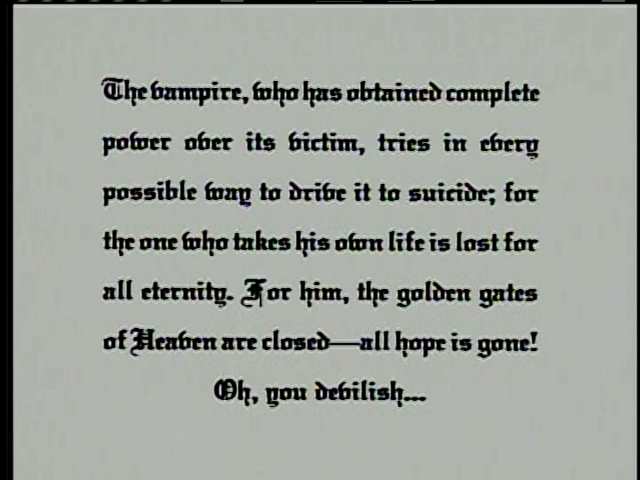 The vampire, who has obtained complete
power over its victim, tries in every
possible way to drive it to suicide; for
the one who takes his own life is lost for
all eternity. For him, the golden gates
of Heaven are closed—all hope is gone!
Oh, you devilish...